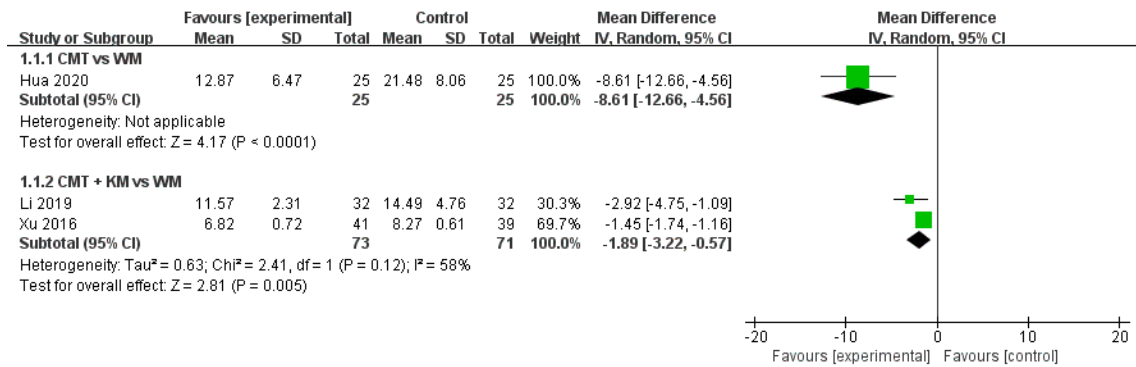 Favours [experimental] Control Mean Difference Mean Difference
Study or Subgroup Mean SD Total Mean SD Total Weight IV, Random, 95% CI IV, Random, 95% CI
1.1.1 CMT vs WM
Hua 2020 12.87 6.47 25 21.48 8.06 25 100.0% -8.61 [-12.66, -4.56]
Subtotal (95% CI) 25 25 100.0% -8.61 [-12.66, -4.56]
Heterogeneity: Not applicable
Test for overall effect: Z = 4.17 (P < 0.0001)
1.1.2 CMT + KM vs WM
Li 2019 11.57 2.31 32 14.49 4.76 32 30.3% -2.92 [-4.75, -1.09]
Xu 2016 6.82 0.72 41 8.27 0.61 39 69.7% -1.45 [-1.74, -1.16]
Subtotal (95% CI) 73 71 100.0% -1.89 [-3.22, -0.57]
Heterogeneity: Tau² = 0.63; Chi² = 2.41, df = 1 (P = 0.12); I² = 58%
Test for overall effect: Z = 2.81 (P = 0.005)
-20 -10 0 10 20
Favours [experimental] Favours [control]